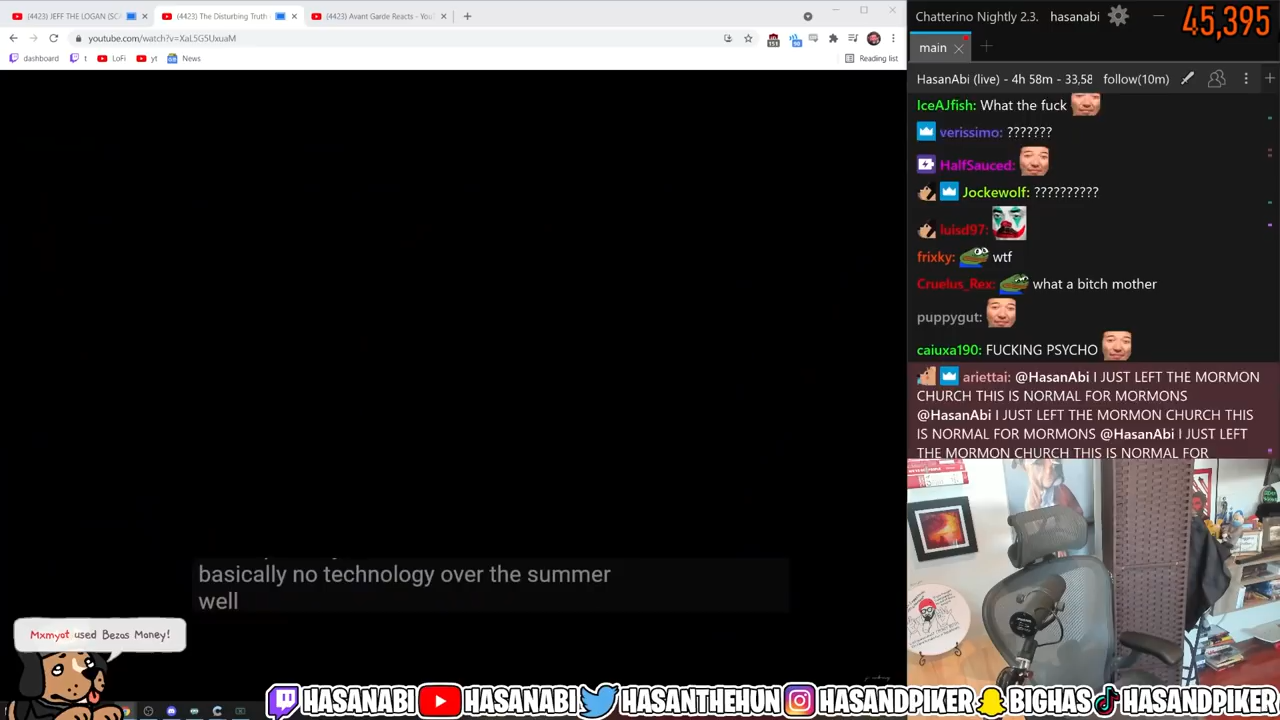 (4423) JEFF THE LOGAN (SCA
(4423) The Disturbing Truth
(4423) Avant Garde Reacts - YouT
youtube.com/watch?v=XaL5G5UxuaM
dashboard
t
LoFi
yt
News
Reading list
basically no technology over the summer
well
Mxmyat used Bezos Money!
Chatterino Nightly 2.3.
hasanabi
45,395
main
HasanAbi (live) - 4h 58m - 33,58
follow(10m)
IceAJfish: What the fuck
verissimo: ???????
HalfSauced:
Jockewolf: ??????????
luisd97:
frixky: wtf
Cruelus_Rex: what a bitch mother
puppygut:
caiuxa190: FUCKING PSYCHO
ariettai: @HasanAbi I JUST LEFT THE MORMON
CHURCH THIS IS NORMAL FOR MORMONS
@HasanAbi I JUST LEFT THE MORMON CHURCH THIS
IS NORMAL FOR MORMONS @HasanAbi I JUST LEFT
THE MORMON CHURCH THIS IS NORMAL FOR
HASANABI
HASANABI
HASANTHEHUN
HASANDPIKER
BIGHAS
HASANDPIKER